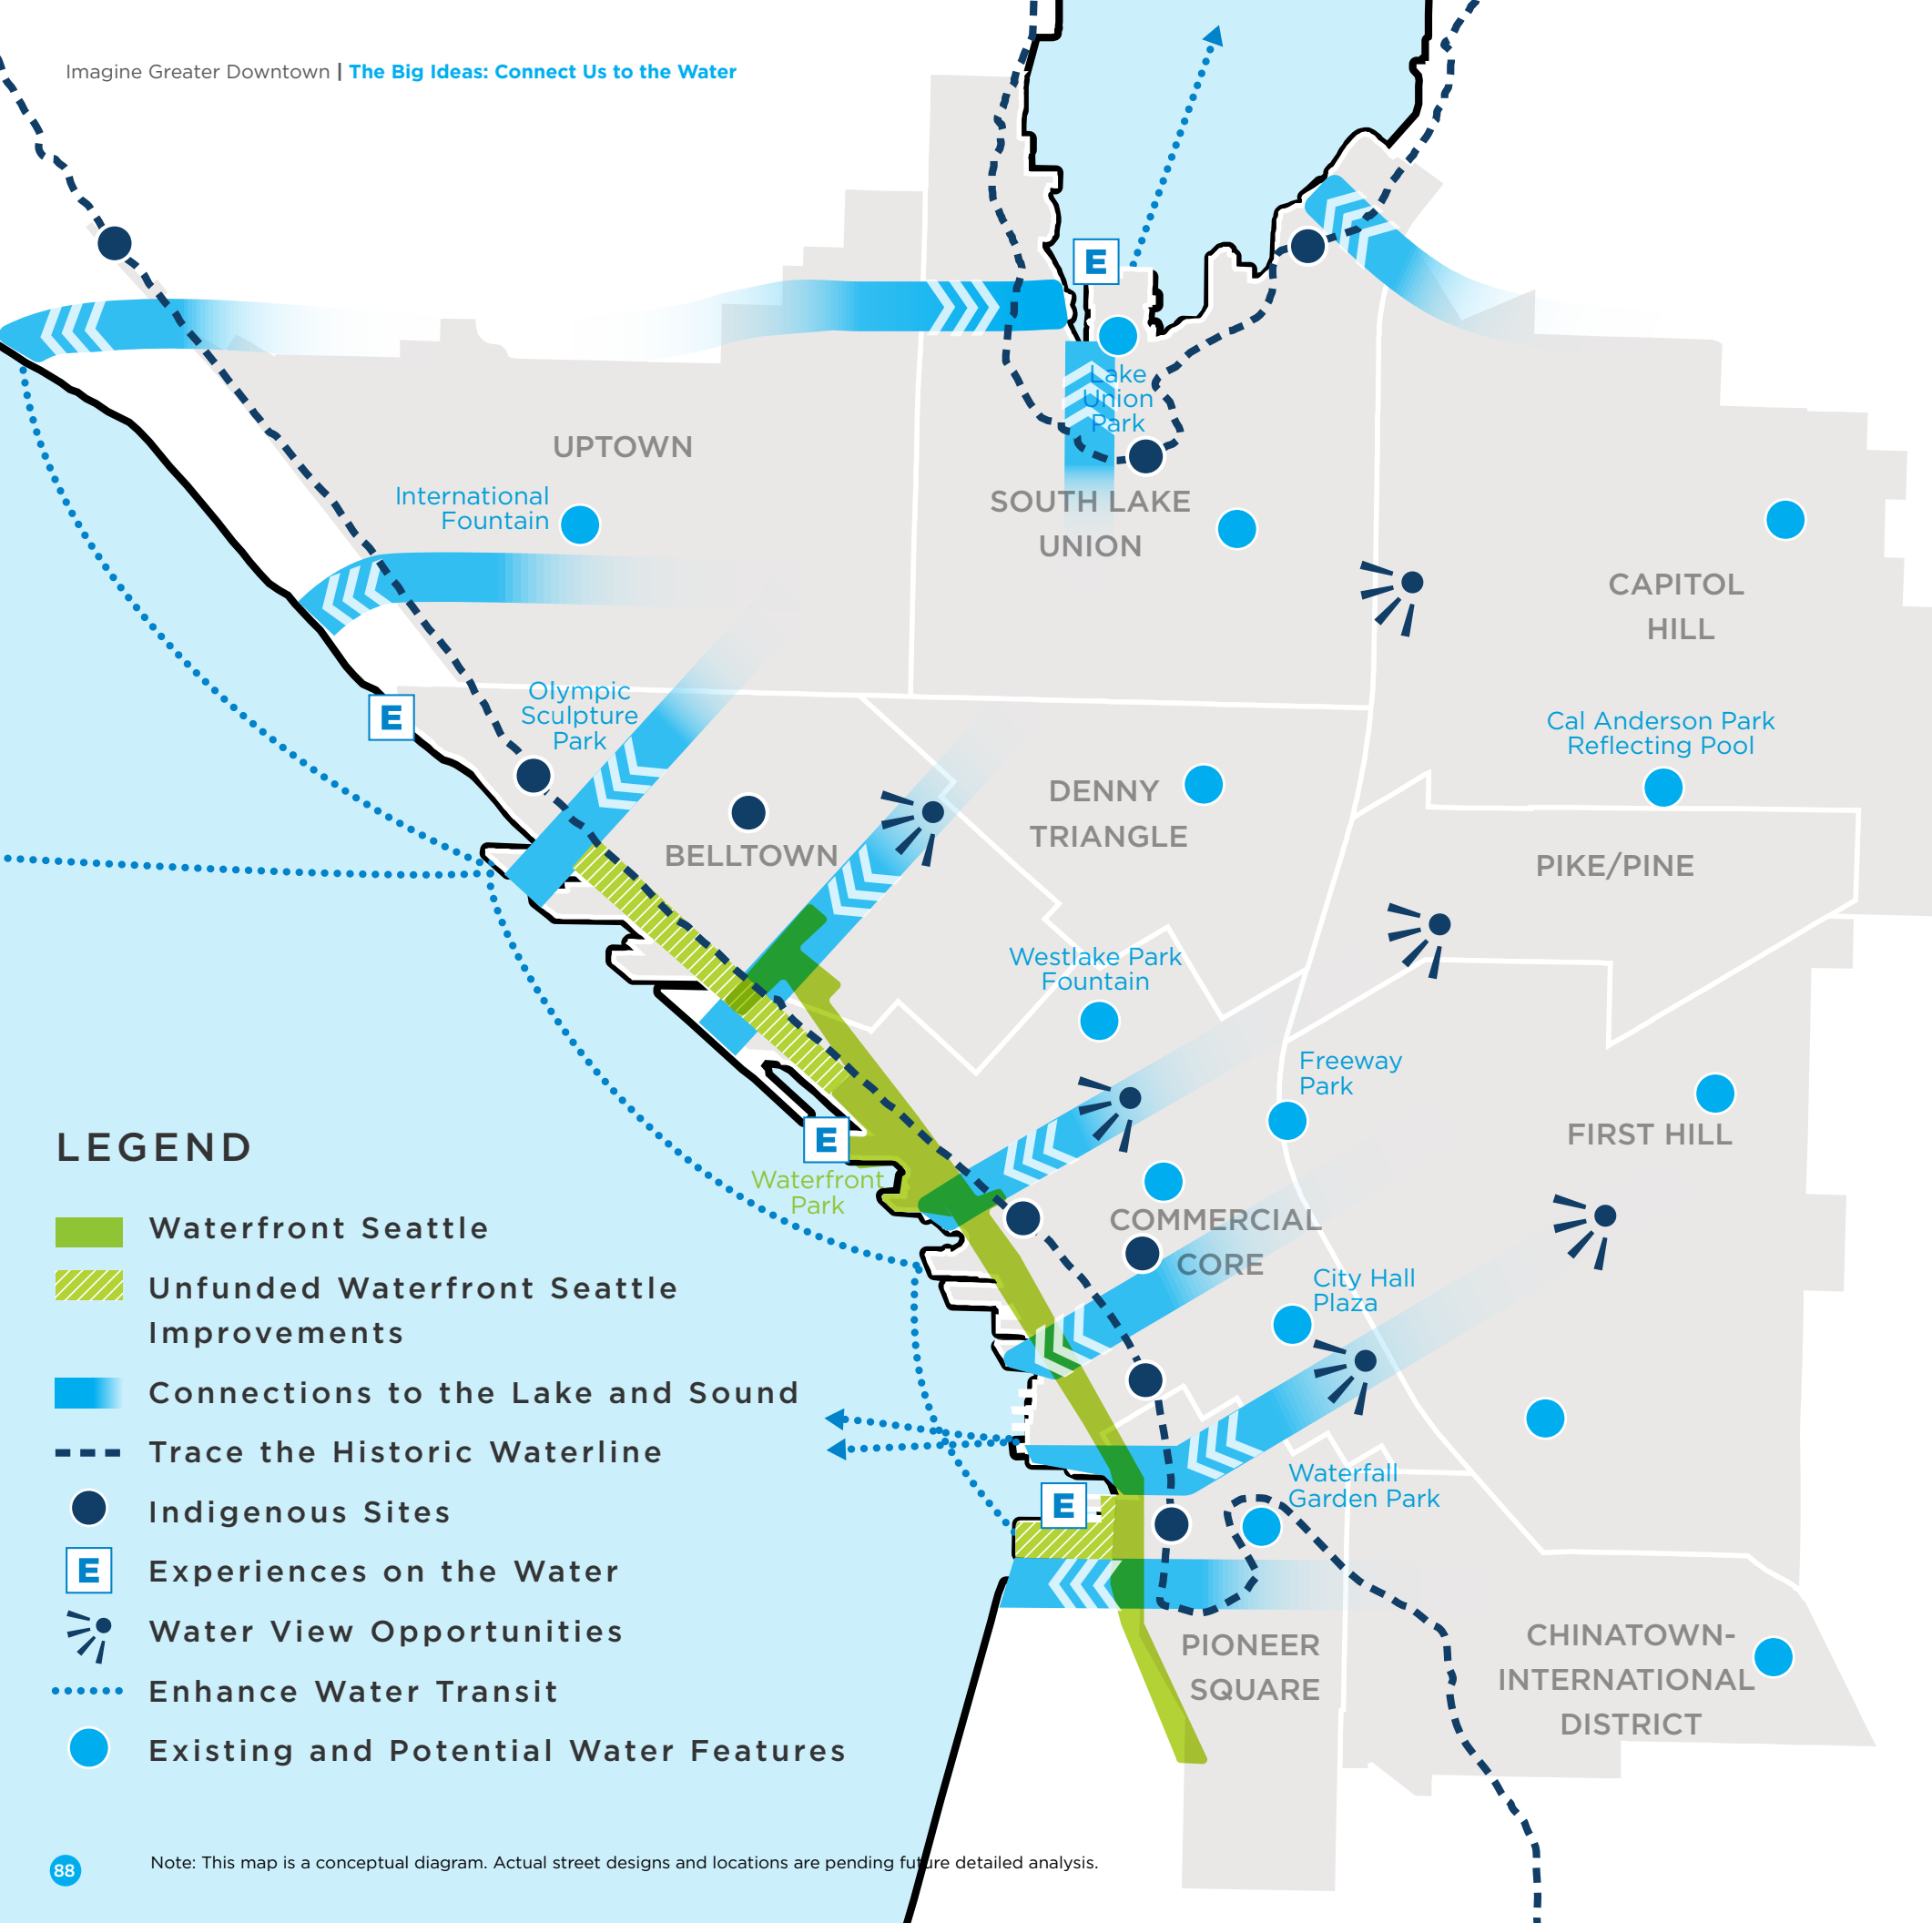 Imagine Greater Downtown | The Big Ideas: Connect Us to the Water
E
Lake
Union
Park
UPTOWN
International
Fountain
SOUTH LAKE
UNION
CAPITOL
HILL
E
Olympic
Sculpture
Park
Cal Anderson Park
Reflecting Pool
DENNY
TRIANGLE
BELLTOWN
PIKE/PINE
Westlake Park
Fountain
Freeway
Park
FIRST HILL
E
Waterfront
Park
COMMERCIAL
CORE
City Hall
Plaza
E
Waterfall
Garden Park
PIONEER
SQUARE
CHINATOWN-
INTERNATIONAL
DISTRICT
LEGEND
Waterfront Seattle
Unfunded Waterfront Seattle
Improvements
Connections to the Lake and Sound
Trace the Historic Waterline
Indigenous Sites
E Experiences on the Water
Water View Opportunities
Enhance Water Transit
Existing and Potential Water Features
88 Note: This map is a conceptual diagram. Actual street designs and locations are pending future detailed analysis.